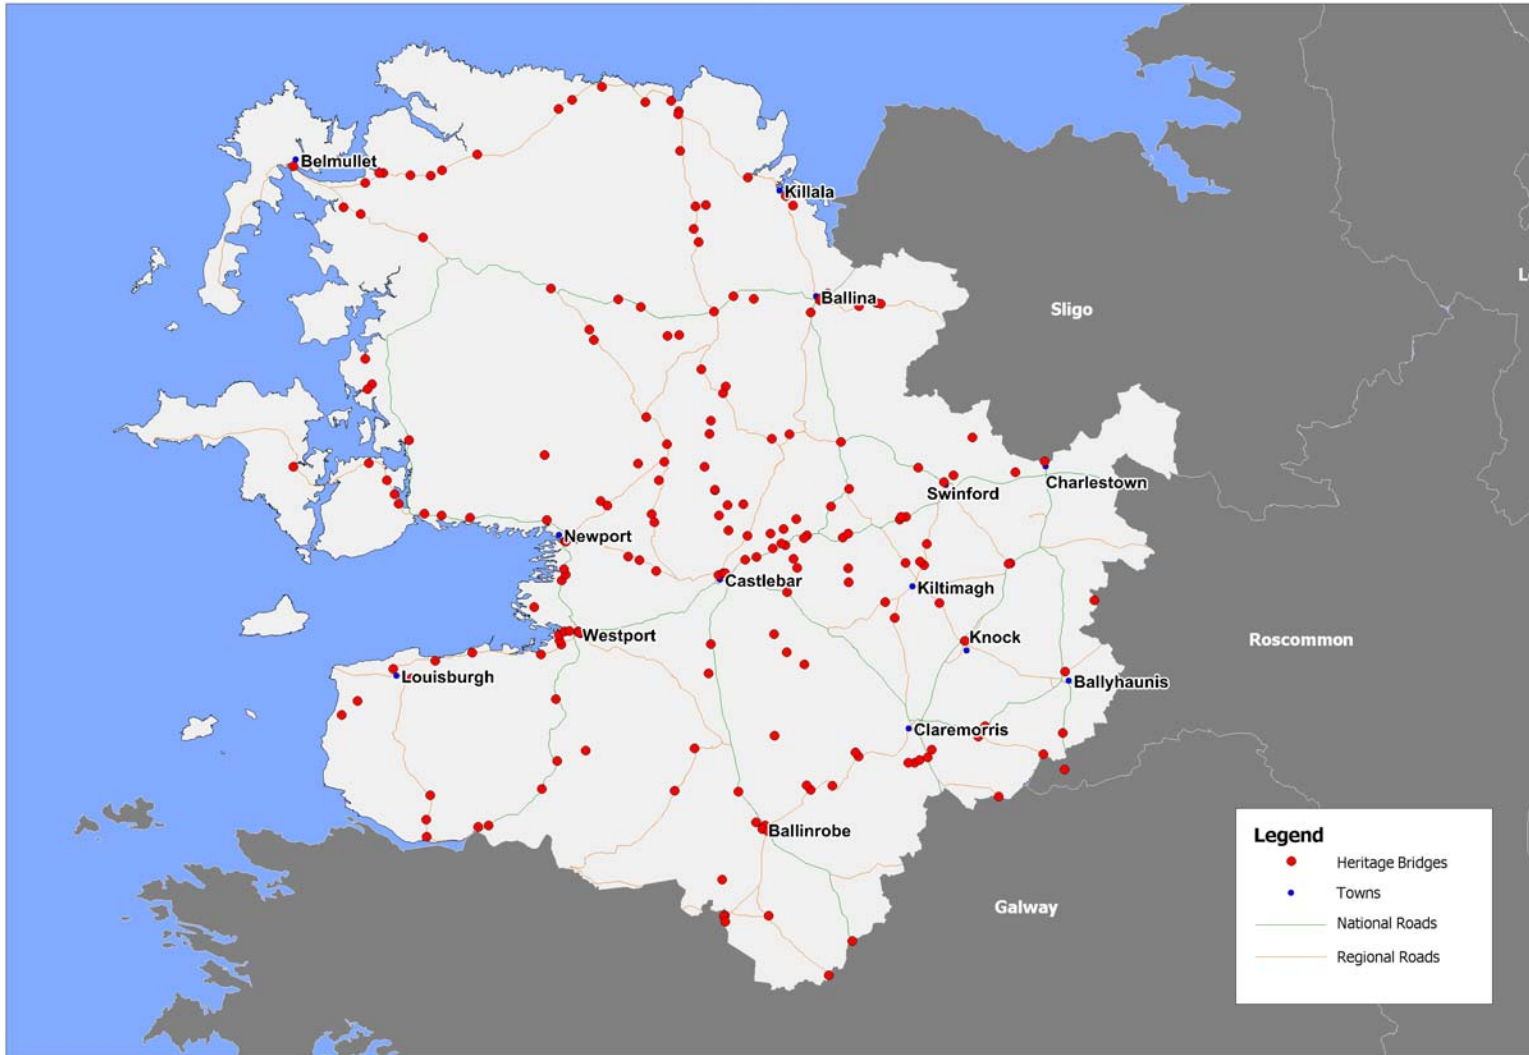 Belmullet
Killala
Ballina
Sligo
L
Swinford
Charlestown
Newport
Castlebar
Kiltimagh
Westport
Knock
Roscommon
Louisburgh
Ballyhaunis
Claremorris
Ballinrobe
Galway
Legend
Heritage Bridges
Towns
National Roads
Regional Roads